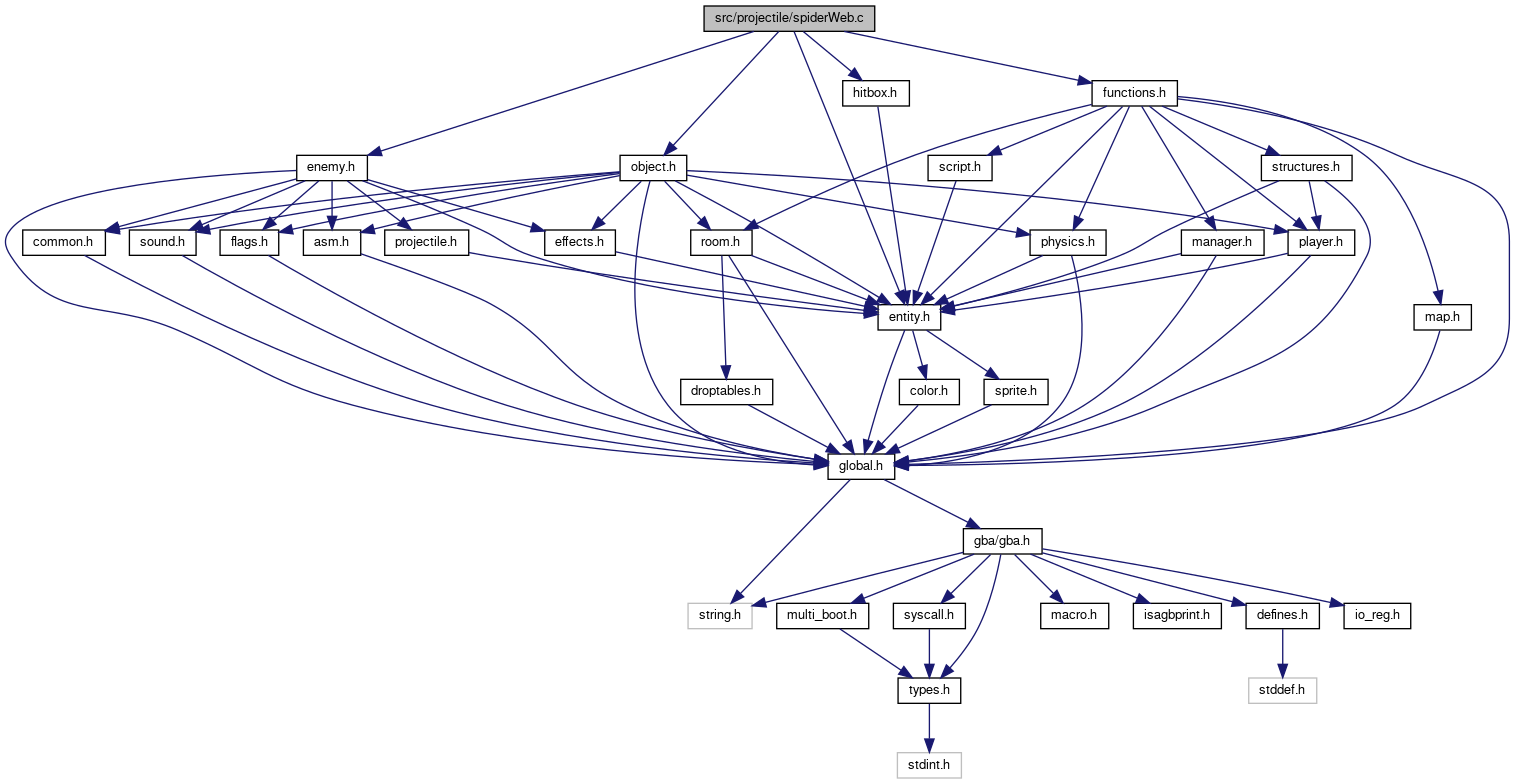 src/projectile/spiderWeb.c
hitbox.h
functions.h
enemy.h
object.h
script.h
structures.h
common.h
sound.h
flags.h
asm.h
projectile.h
effects.h
room.h
physics.h
manager.h
player.h
entity.h
map.h
droptables.h
color.h
sprite.h
global.h
gba/gba.h
string.h
multi_boot.h
syscall.h
macro.h
isagbprint.h
defines.h
io_reg.h
types.h
stddef.h
stdint.h